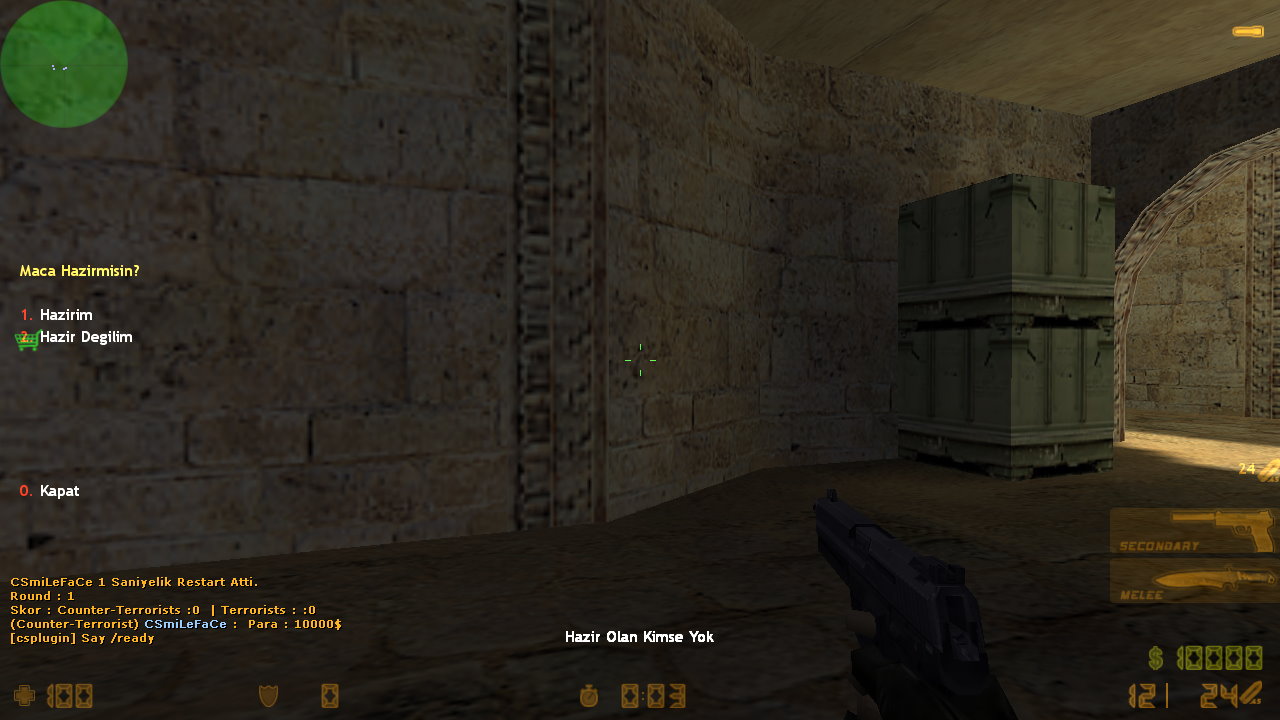 Maca Hazirmisin?
1. Hazirim
2. Hazir Degilim
0. Kapat
24
SECONDARY
MELEE
CSmiLeFaCe 1 Saniyelik Restart Atti.
Round : 1
Skor : Counter-Terrorists :0 | Terrorists : :0
(Counter-Terrorist) CSmiLeFaCe : Para : 10000$
[csplugin] Say /ready
Hazir Olan Kimse Yok
$ 10000
100
0
0:03
12| 24